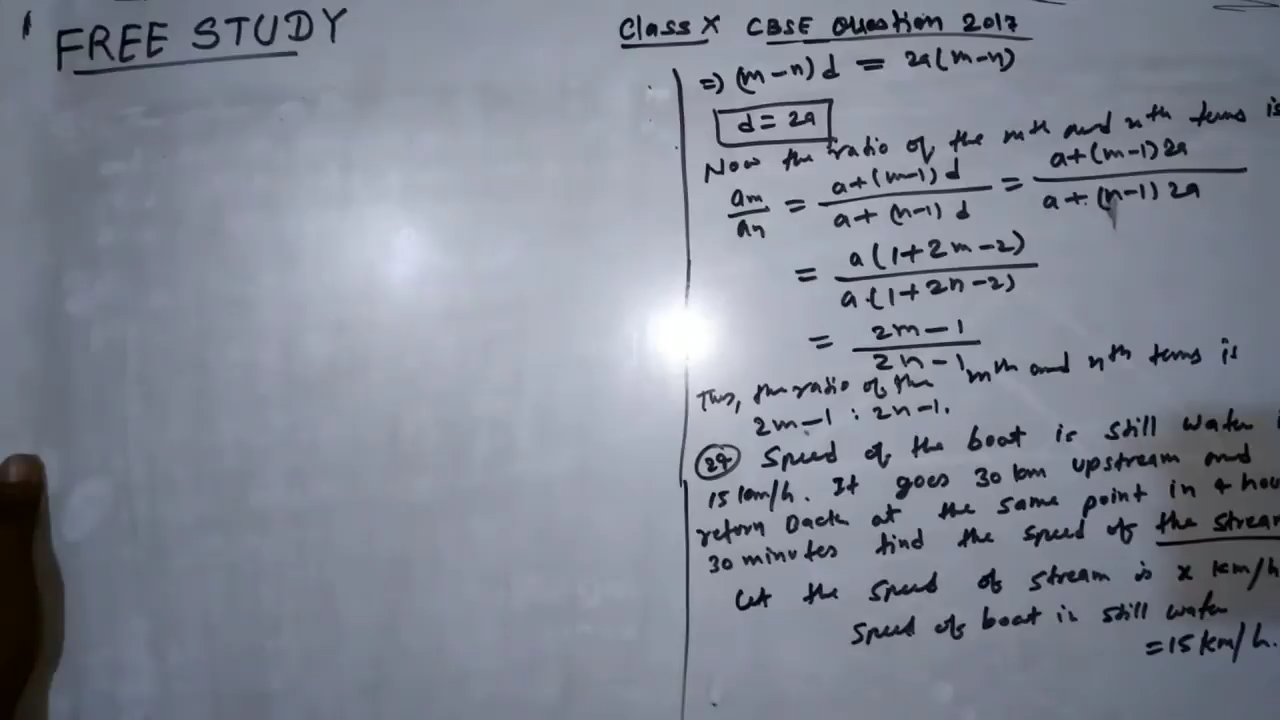 FREE STUDY
Class X CBSE Question 2017
=> (m-n) d = 2a(m-n)
d = 2a
Now the ratio of the mth and nth terms is
am/an = a+(m-1) d / a+(n-1) d = a+(m-1) 2a / a+(n-1) 2a
= a(1+2m-2) / a(1+2n-2)
= 2m-1 / 2n-1
Thus, the ratio of the mth and nth terms is
2m-1 : 2n-1.
Speed of the boat is still water
15 km/h. It goes 30 km upstream and
return back at the same point in 4 hou
30 minutes find the speed of the stream
Let the speed of stream is x km/h
Speed of boat in still water
= 15 km/h.